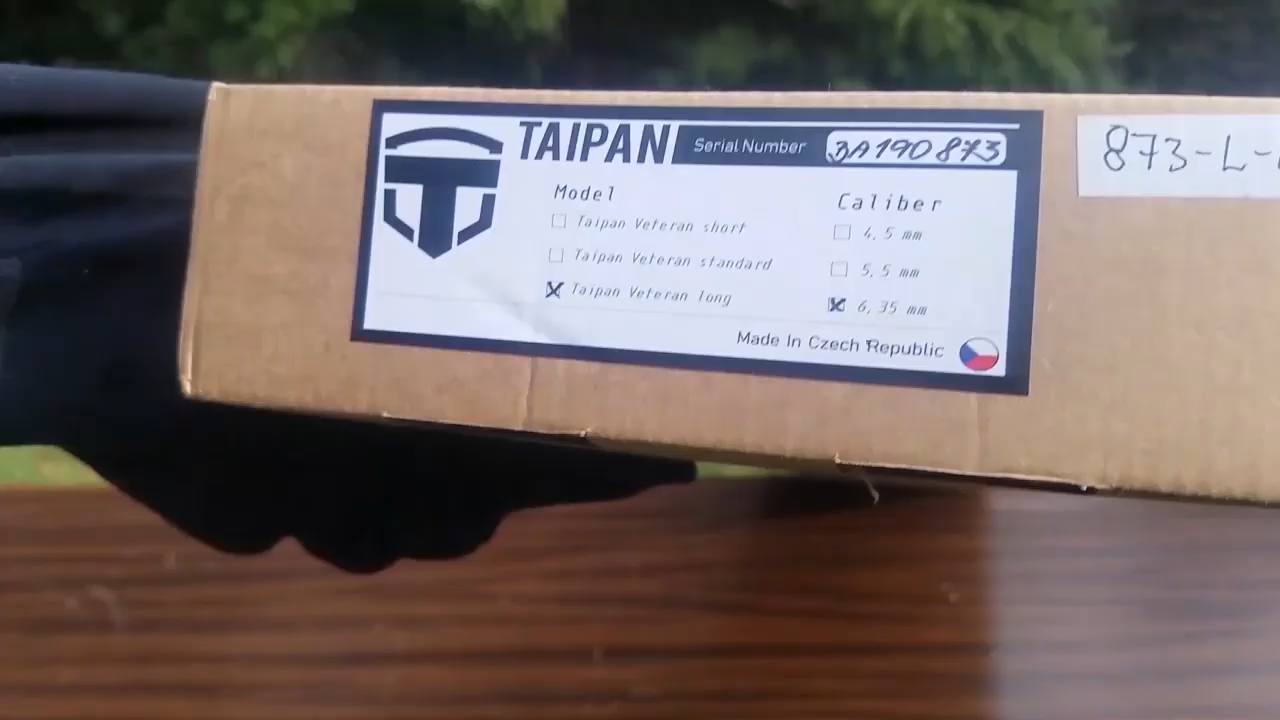 TAIPAN Serial Number 3A190873
Model
Taipan Veteran short
Taipan Veteran standard
Taipan Veteran long
Caliber
4,5 mm
5,5 mm
6,35 mm
Made In Czech Republic
873-L-